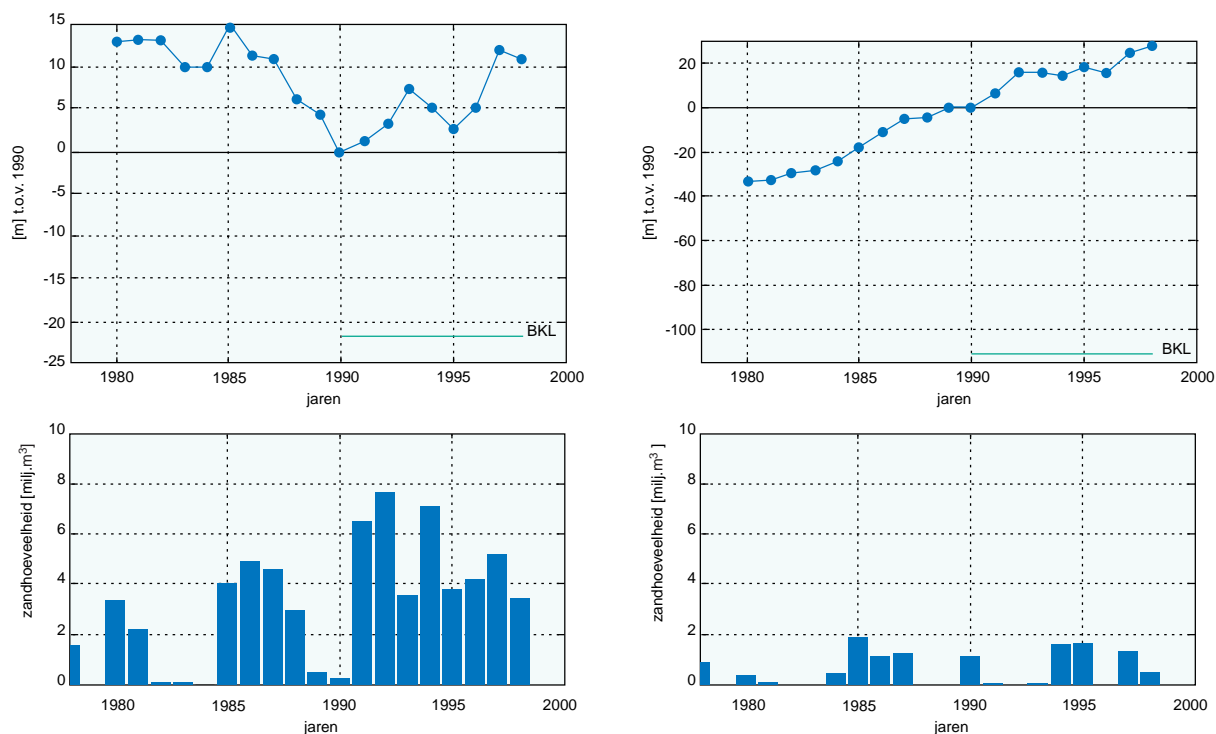 15
10
5
0
-5
-10
-15
-20
-25
[m] t.o.v. 1990
BKL
1980 1985 1990 1995 2000
jaren
20
0
-20
-40
-60
-80
-100
[m] t.o.v. 1990
BKL
1980 1985 1990 1995 2000
jaren
10
8
6
4
2
0
zandhoeveelheid [milj.m³]
1980 1985 1990 1995 2000
jaren
10
8
6
4
2
0
zandhoeveelheid [milj.m³ ]
1980 1985 1990 1995 2000
jaren